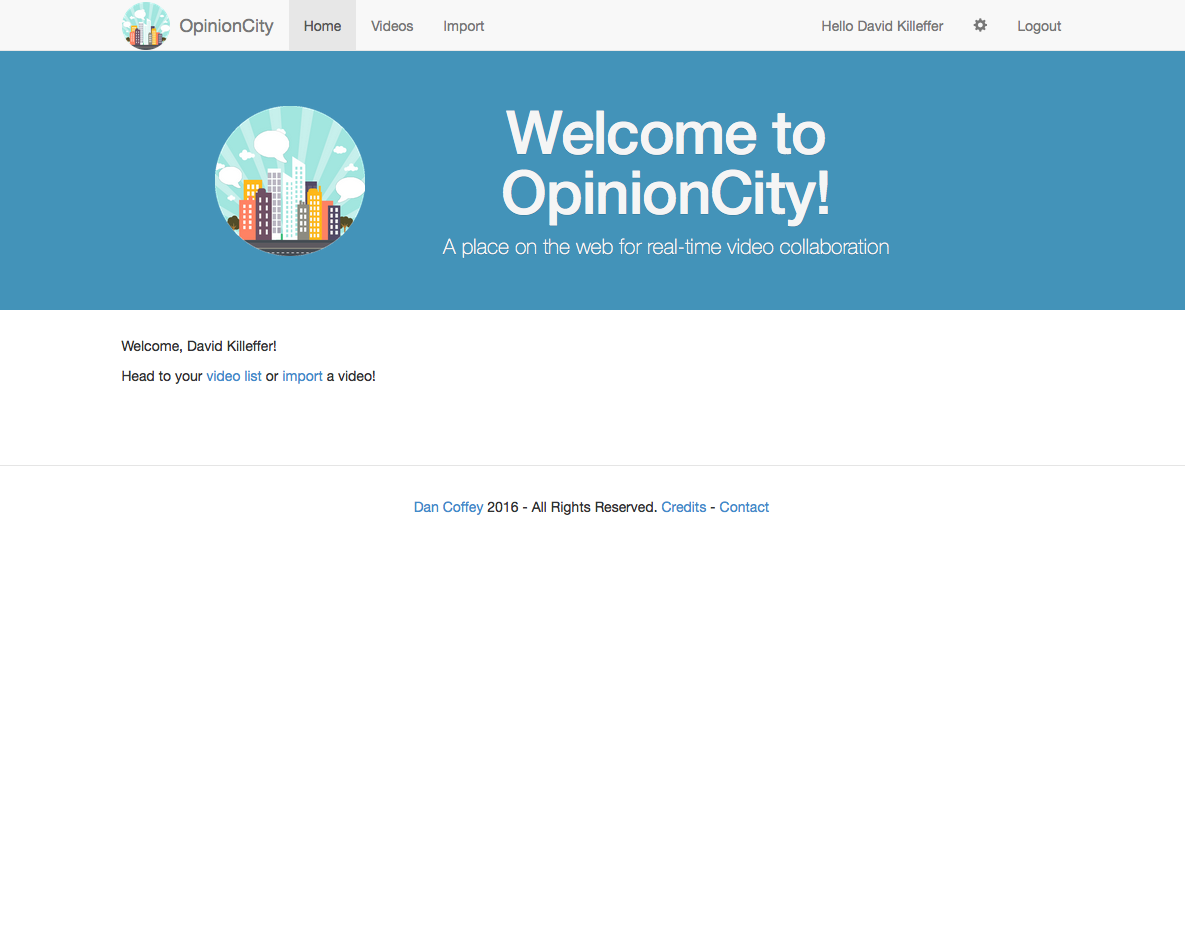 OpinionCity Home Videos Import Hello David Killeffer Logout
Welcome to
OpinionCity!
A place on the web for real-time video collaboration
Welcome, David Killeffer!
Head to your video list or import a video!
Dan Coffey 2016 - All Rights Reserved. Credits - Contact